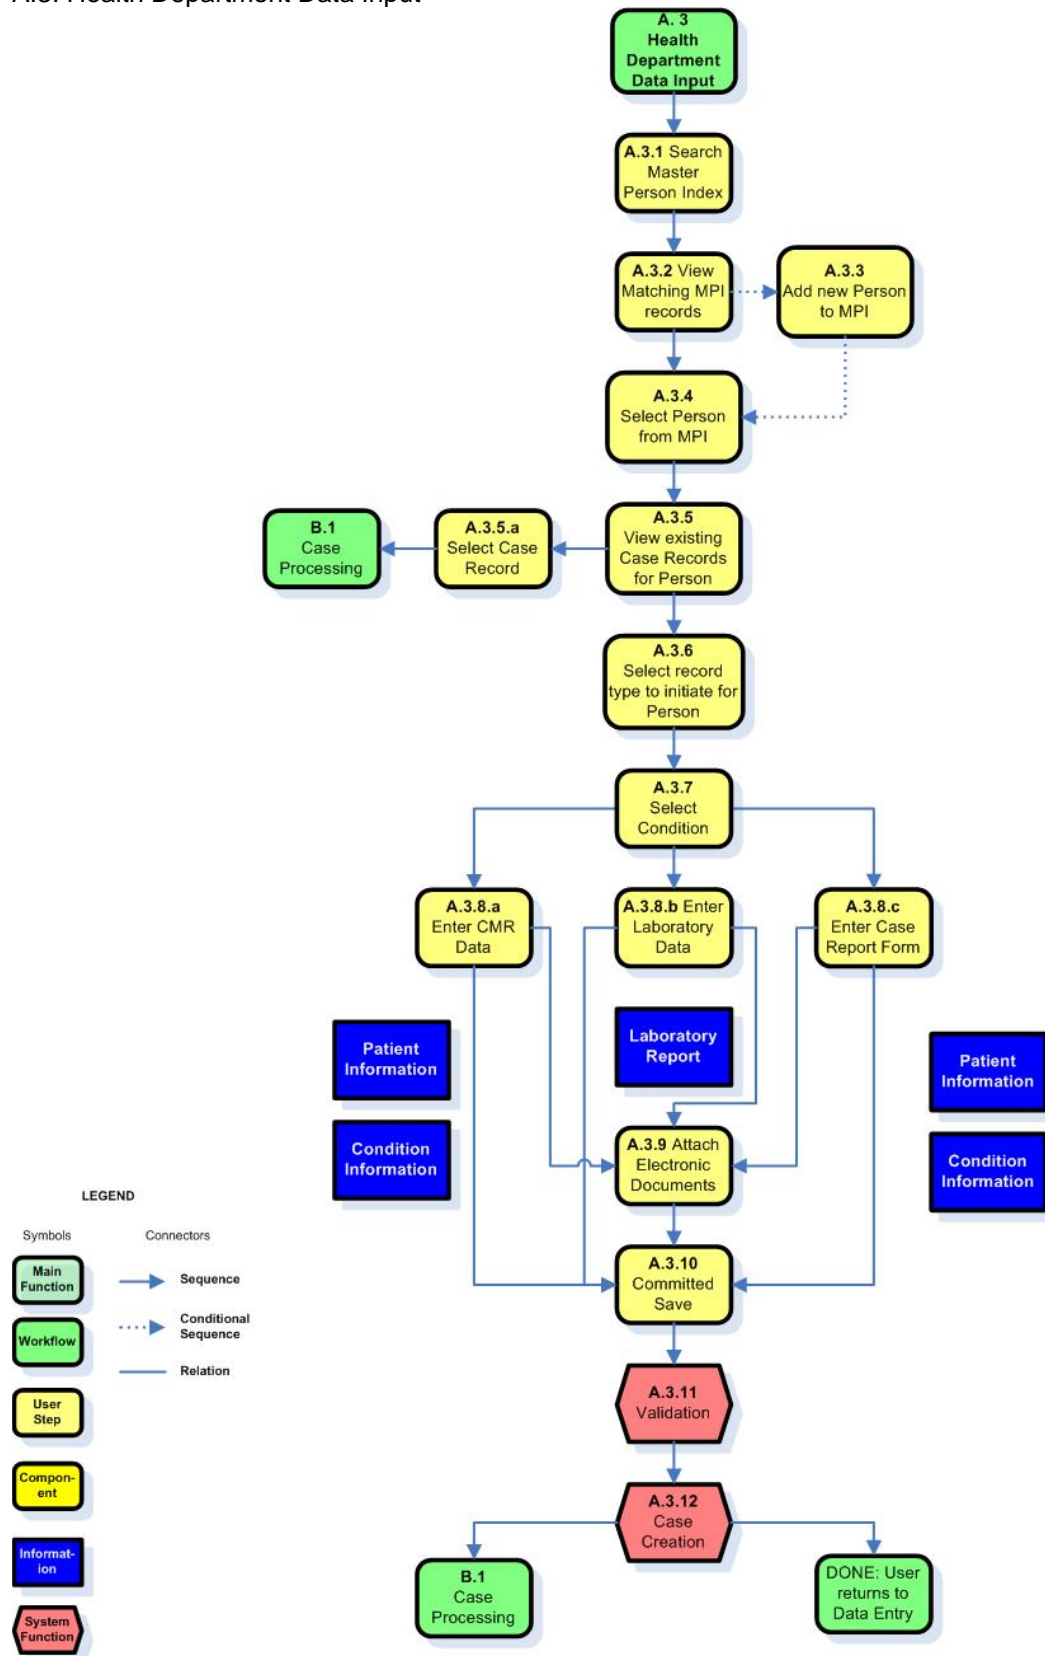 A.3. Health Department Data Input
A. 3
Health
Department
Data Input
A.3.1 Search
Master
Person Index
A.3.2 View
Matching MPI
records
A.3.3
Add new Person
to MPI
A.3.4
Select Person
from MPI
B.1
Case
Processing
A.3.5.a
Select Case
Record
A.3.5
View existing
Case Records
for Person
A.3.6
Select record
type to initiate for
Person
A.3.7
Select
Condition
A.3.8.a
Enter CMR
Data
A.3.8.b Enter
Laboratory
Data
A.3.8.c
Enter Case
Report Form
Patient
Information
Laboratory
Report
Patient
Information
Condition
Information
A.3.9 Attach
Electronic
Documents
Condition
Information
A.3.10
Committed
Save
A.3.11
Validation
A.3.12
Case
Creation
B.1
Case
Processing
DONE: User
returns to
Data Entry
LEGEND
Symbols
Connectors
Main
Function
Sequence
Workflow
Conditional
Sequence
Relation
User
Step
Compon-
ent
Informat-
ion
System
Function